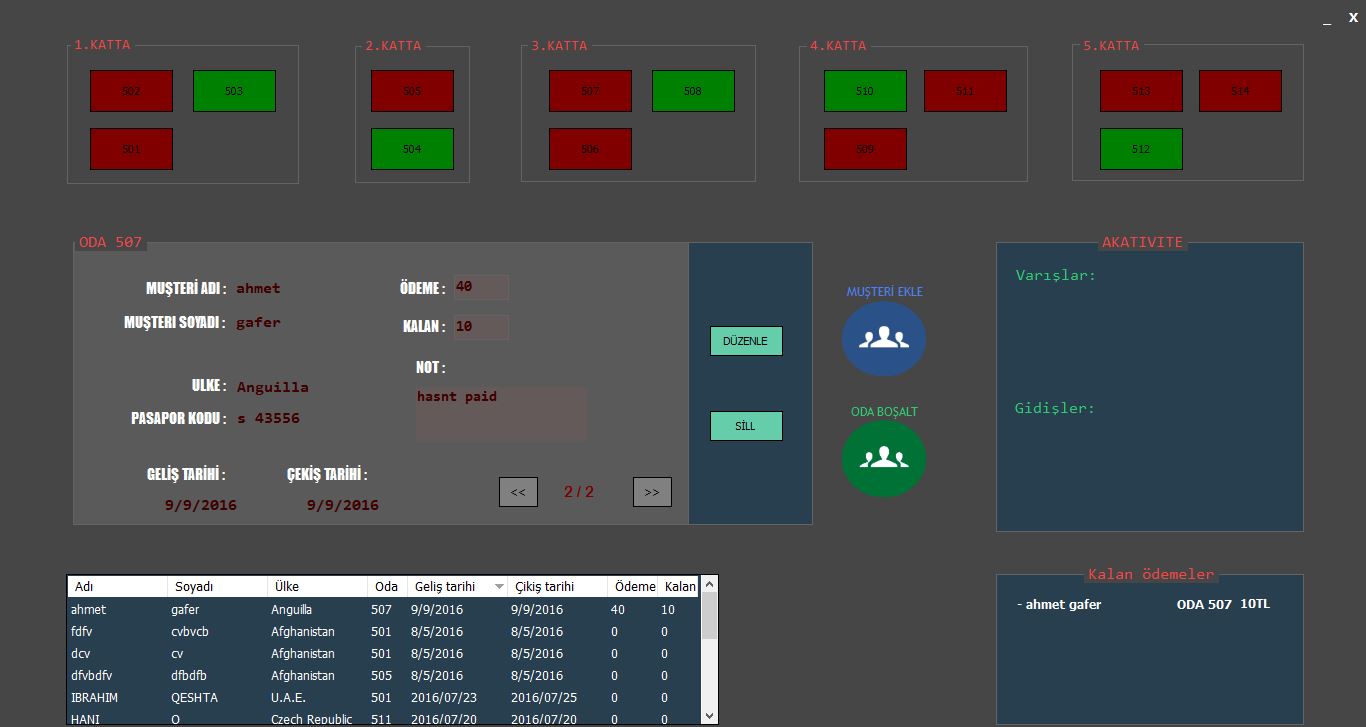 _ X
1.KATTA 2.KATTA 3.KATTA 4.KATTA 5.KATTA
502 503 505 507 508 510 511 513 514
501 504 506 509 512
ODA 507
MUŞTERİ ADI : ahmet
MUŞTERI SOYADI : gafer
ULKE : Anguilla
PASAPOR KODU : s 43556
GELİŞ TARİHİ : ÇEKİŞ TARİHİ :
9/9/2016 9/9/2016
ÖDEME : 40
KALAN : 10
NOT :
hasnt paid
<< 2 / 2 >>
DÜZENLE
SİLL
MUŞTERİ EKLE
ODA BOŞALT
AKATIVITE
Varışlar:
Gidişler:
Adı Soyadı Ülke Oda Geliş tarihi Çikiş tarihi Ödeme Kalan
ahmet gafer Anguilla 507 9/9/2016 9/9/2016 40 10
fdfv cvbvcb Afghanistan 501 8/5/2016 8/5/2016 0 0
dcv cv Afghanistan 501 8/5/2016 8/5/2016 0 0
dfvbdfv dfbdfb Afghanistan 505 8/5/2016 8/5/2016 0 0
IBRAHIM QESHTA U.A.E. 501 2016/07/23 2016/07/25 0 0
HANI O Czech Republic 511 2016/07/20 2016/07/20 0 0
Kalan ödemeler
- ahmet gafer ODA 507 10TL